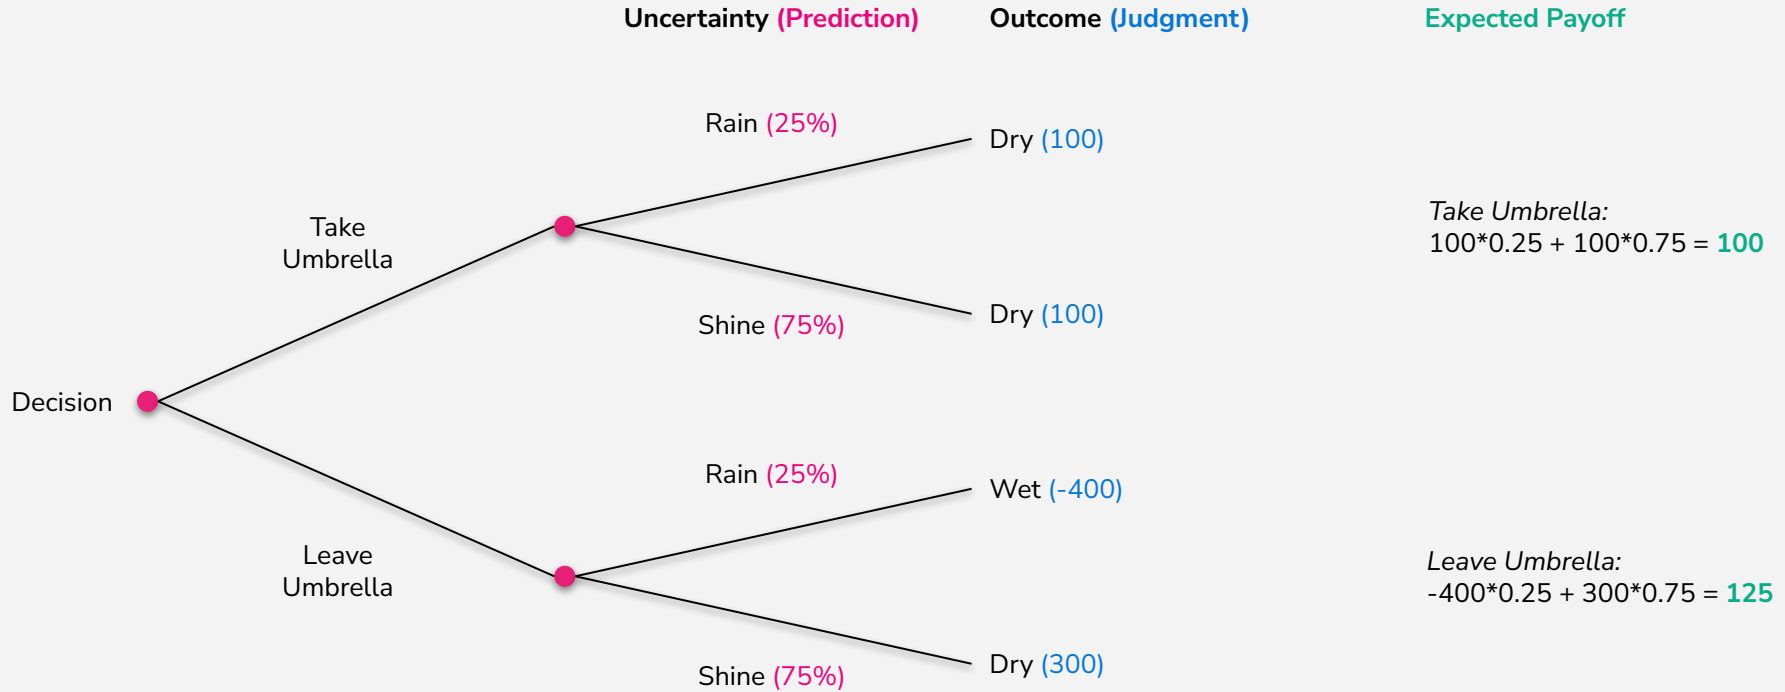 Uncertainty (Prediction)
Outcome (Judgment)
Expected Payoff
Rain (25%)
Dry (100)
Take
Umbrella
Take Umbrella:
100*0.25 + 100*0.75 = 100
Shine (75%)
Dry (100)
Decision
Rain (25%)
Wet (-400)
Leave
Umbrella
Leave Umbrella:
-400*0.25 + 300*0.75 = 125
Shine (75%)
Dry (300)